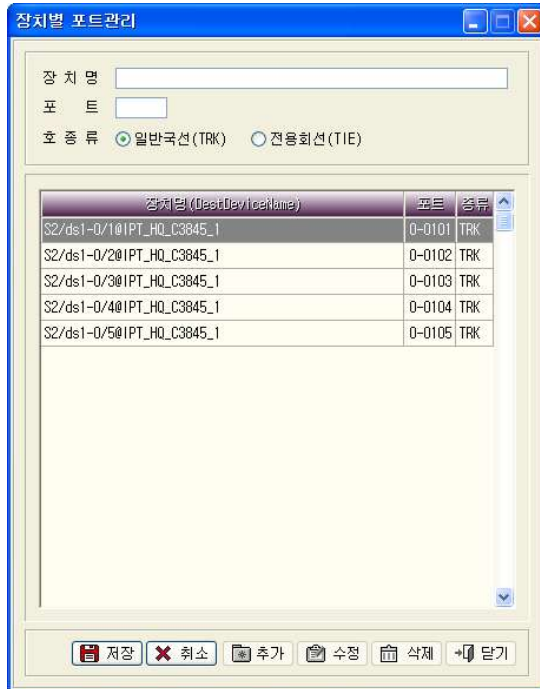 장치별 포트관리
장 치 명
포 트
호 종 류 일반국선(TRK) 전용회선(TIE)
장치명(DestDeviceName) 포트 종류
S2/ds1-0/1@IPT_HQ_C3845_1 0-0101 TRK
S2/ds1-0/2@IPT_HQ_C3845_1 0-0102 TRK
S2/ds1-0/3@IPT_HQ_C3845_1 0-0103 TRK
S2/ds1-0/4@IPT_HQ_C3845_1 0-0104 TRK
S2/ds1-0/5@IPT_HQ_C3845_1 0-0105 TRK
저장 취소 추가 수정 삭제 닫기